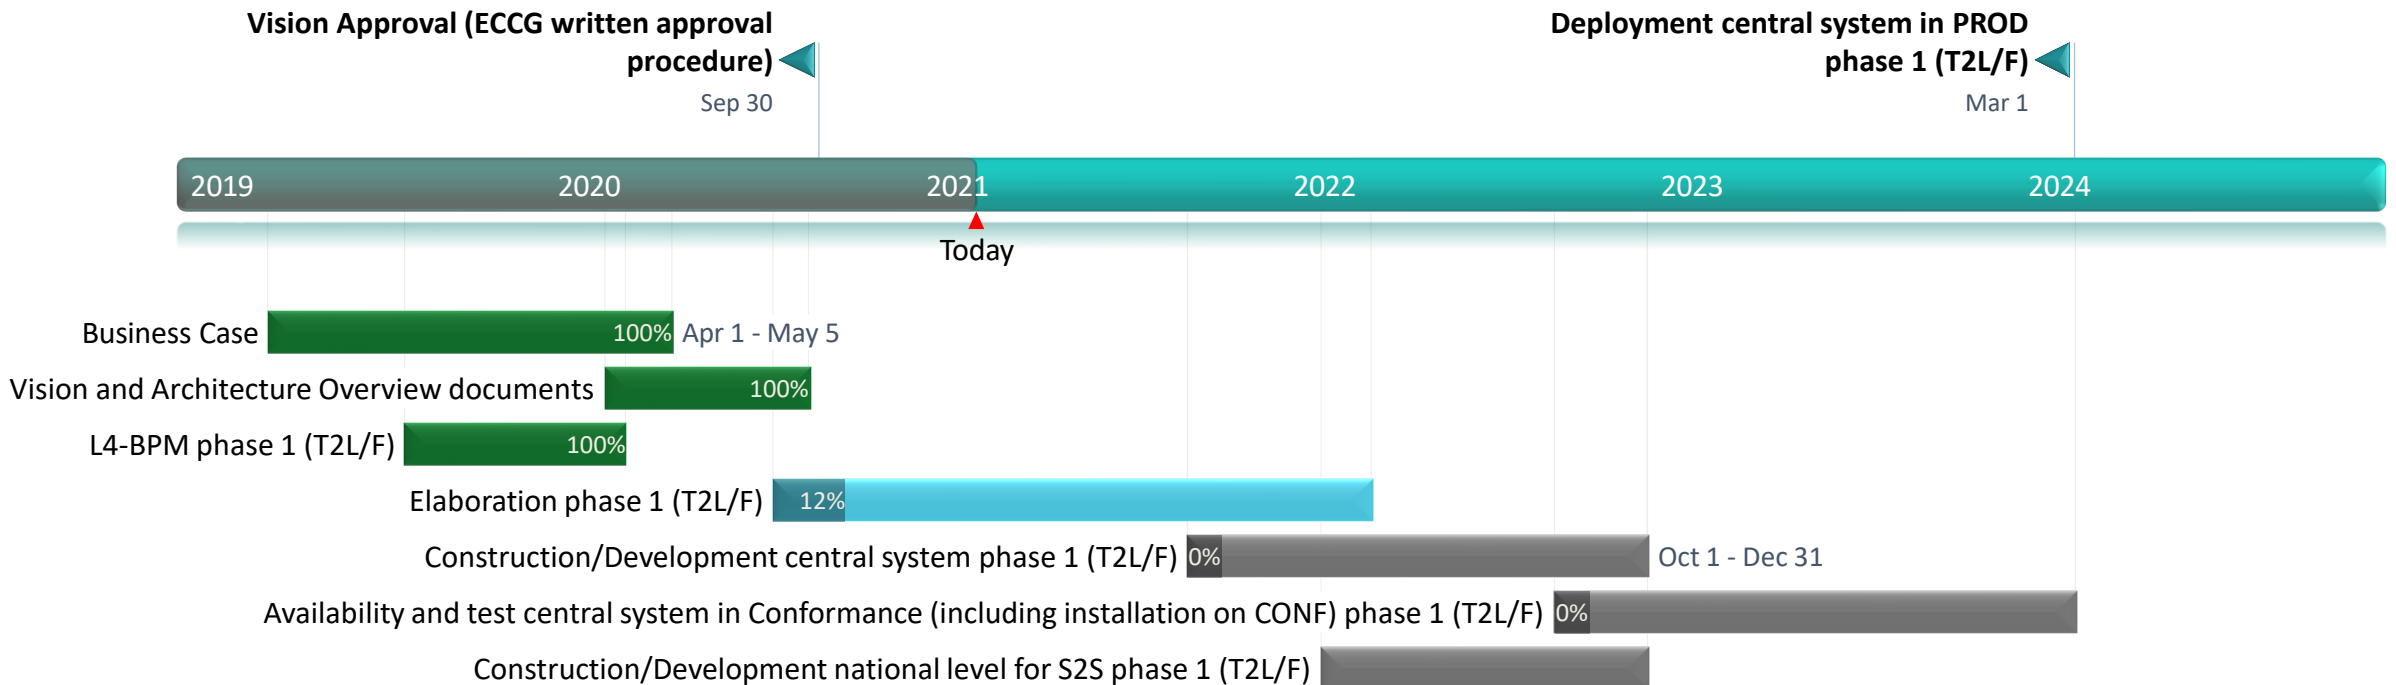 Vision Approval (ECCG written approval
procedure)
Sep 30
Deployment central system in PROD
phase 1 (T2L/F)
Mar 1
2019 2020 2021 2022 2023 2024
Today
Business Case 100% Apr 1 - May 5
Vision and Architecture Overview documents 100%
L4-BPM phase 1 (T2L/F) 100%
Elaboration phase 1 (T2L/F) 12%
Construction/Development central system phase 1 (T2L/F) 0% Oct 1 - Dec 31
Availability and test central system in Conformance (including installation on CONF) phase 1 (T2L/F) 0%
Construction/Development national level for S2S phase 1 (T2L/F)